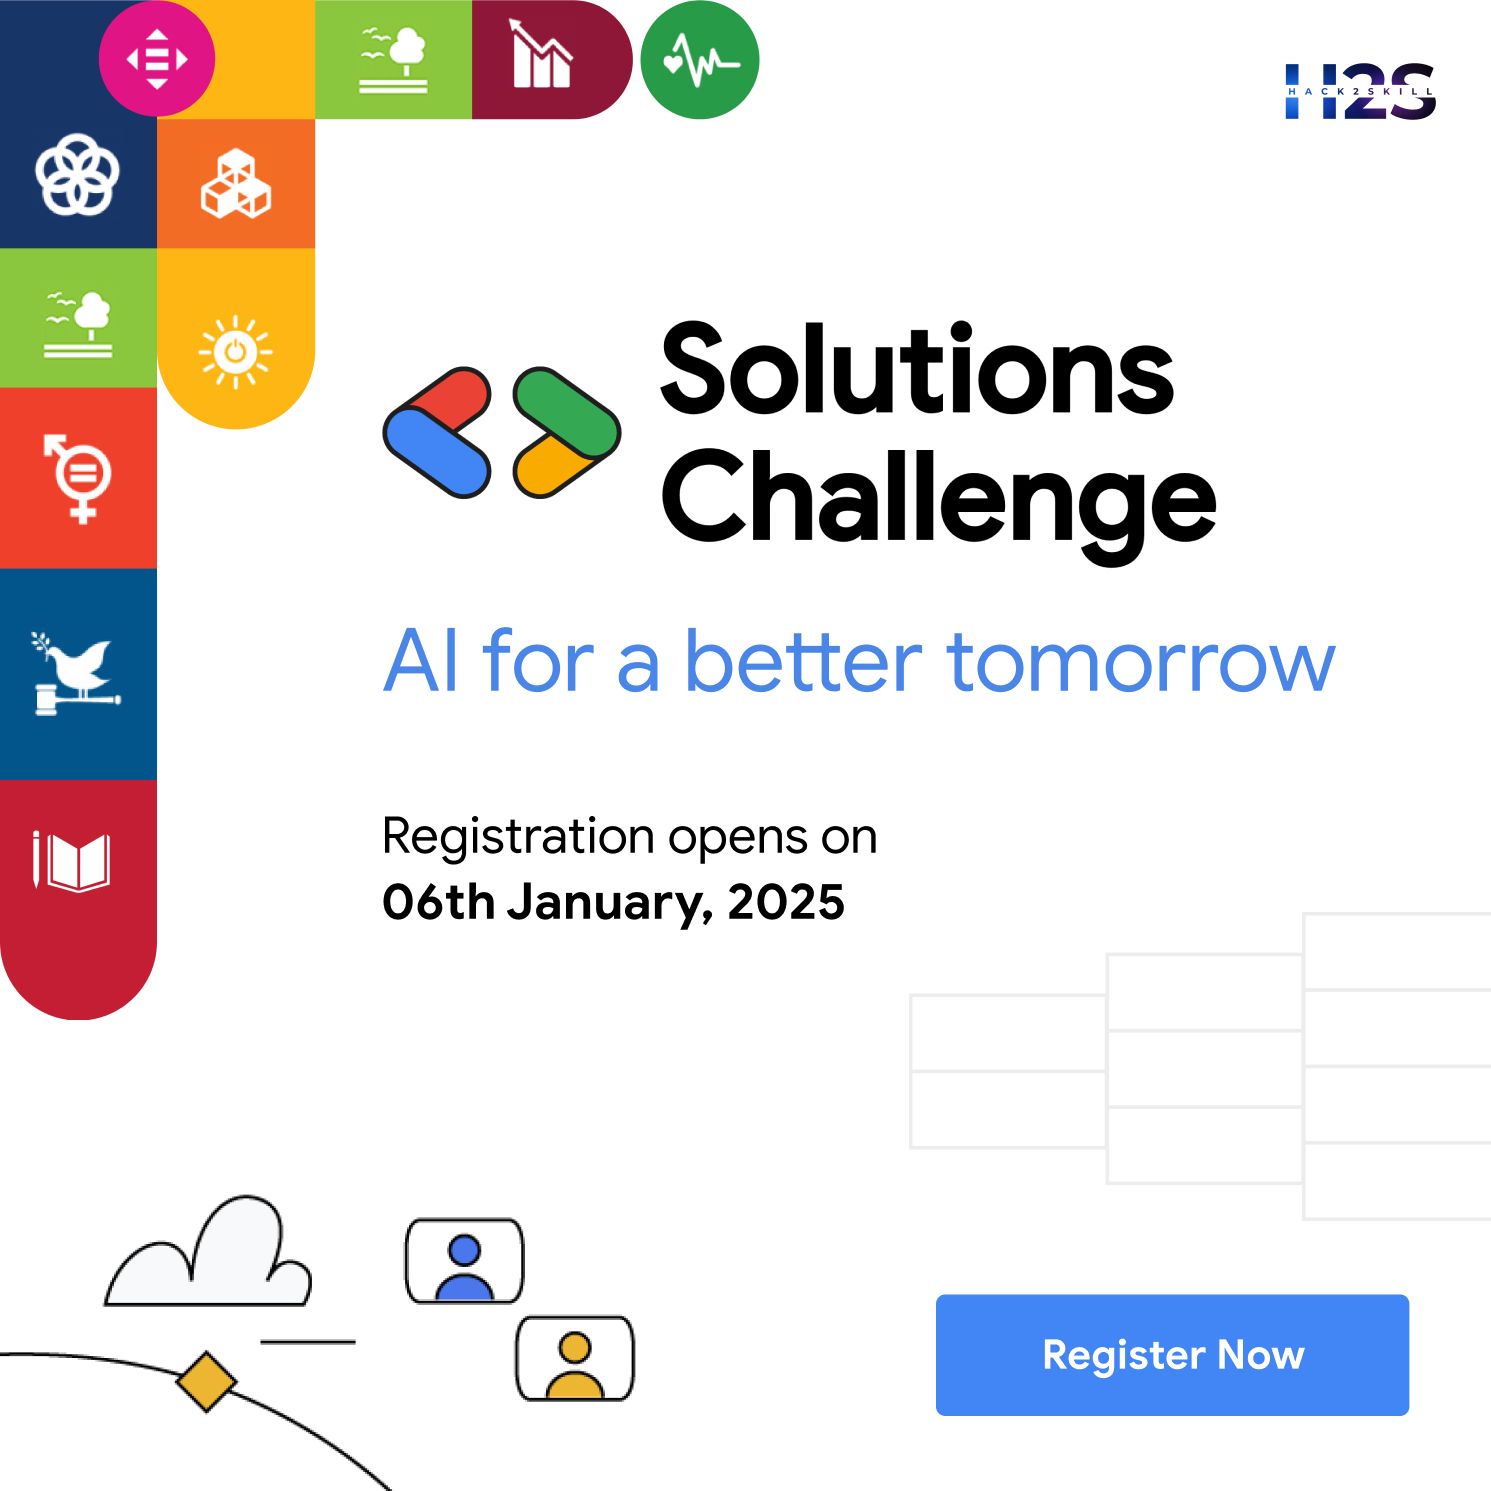 H2S
HACK2SKILL
Solutions
Challenge
AI for a better tomorrow
Registration opens on
06th January, 2025
Register Now